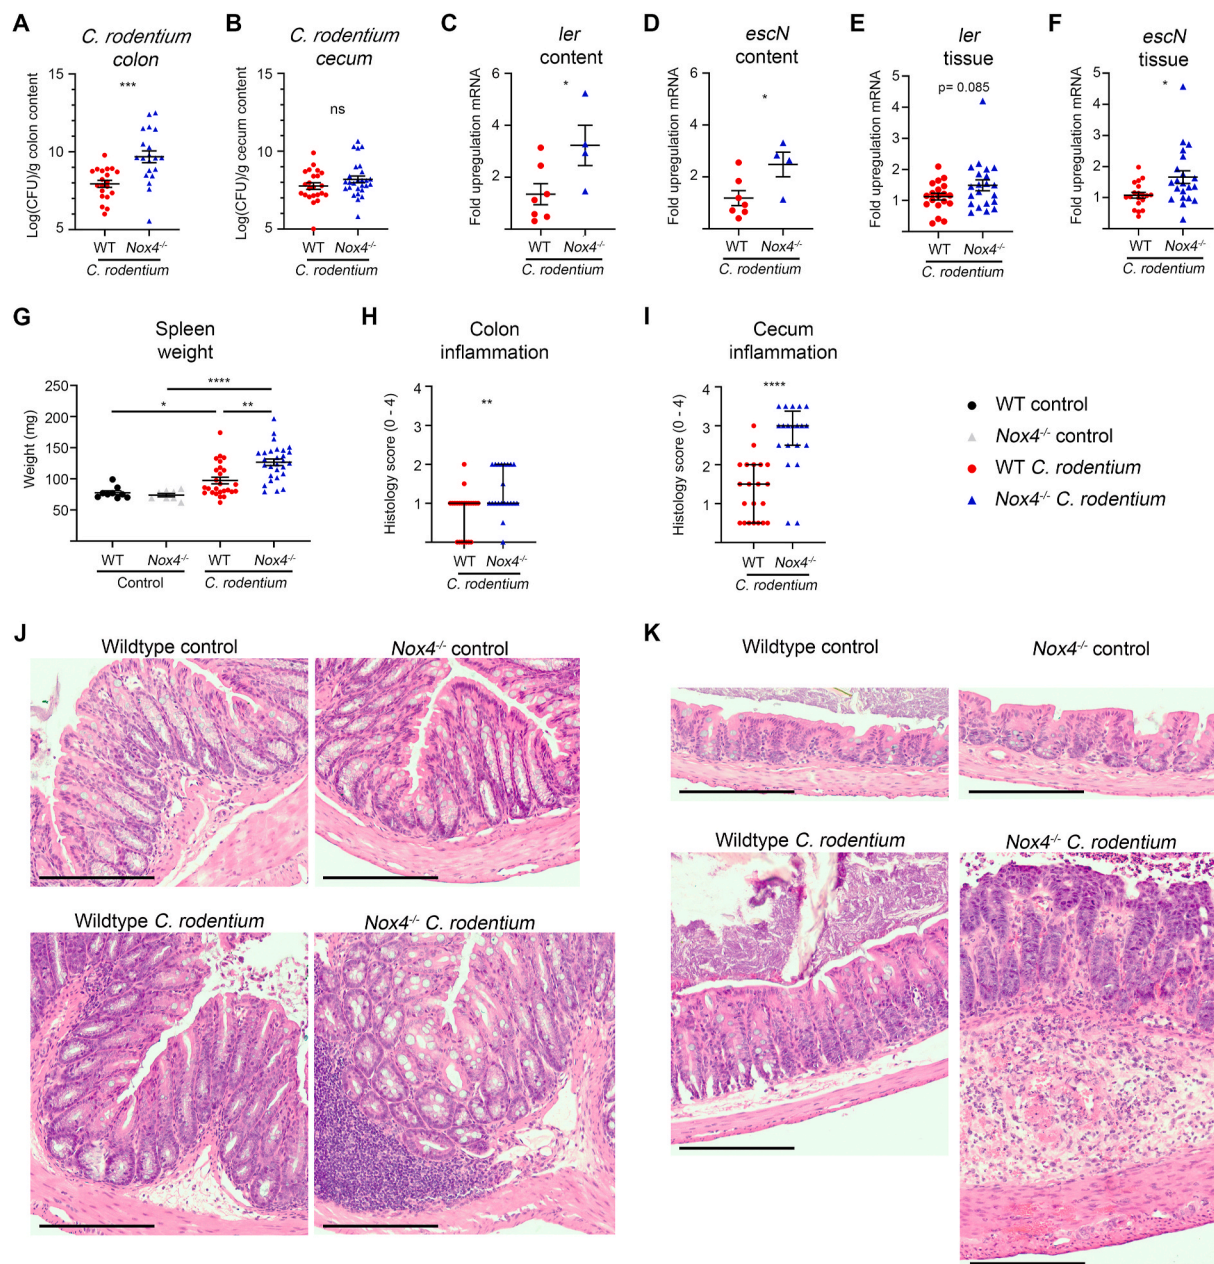 A
C. rodentium
colon
Log(CFU)/g colon content
15
10
5
***
WT Nox4-/-
C. rodentium
B
C. rodentium
cecum
Log(CFU)/g cecum content
15
10
5
ns
WT Nox4-/-
C. rodentium
C
ler
content
Fold upregulation mRNA
6
4
2
*
WT Nox4-/-
C. rodentium
D
escN
content
Fold upregulation mRNA
6
4
2
*
WT Nox4-/-
C. rodentium
E
ler
tissue
Fold upregulation mRNA
5
4
3
2
1
p= 0.085
WT Nox4-/-
C. rodentium
F
escN
tissue
Fold upregulation mRNA
5
4
3
2
1
*
WT Nox4-/-
C. rodentium
G
Spleen
weight
Weight (mg)
250
200
150
100
50
****
* **
WT Nox4-/- WT Nox4-/-
Control C. rodentium
H
Colon
inflammation
Histology score (0 - 4)
4
3
2
1
0
**
WT Nox4-/-
C. rodentium
I
Cecum
inflammation
Histology score (0 - 4)
4
3
2
1
0
****
WT Nox4-/-
C. rodentium
WT control
Nox4-/- control
WT C. rodentium
Nox4-/- C. rodentium
J
Wildtype control Nox4-/- control
Wildtype C. rodentium Nox4-/- C. rodentium
K
Wildtype control Nox4-/- control
Wildtype C. rodentium Nox4-/- C. rodentium